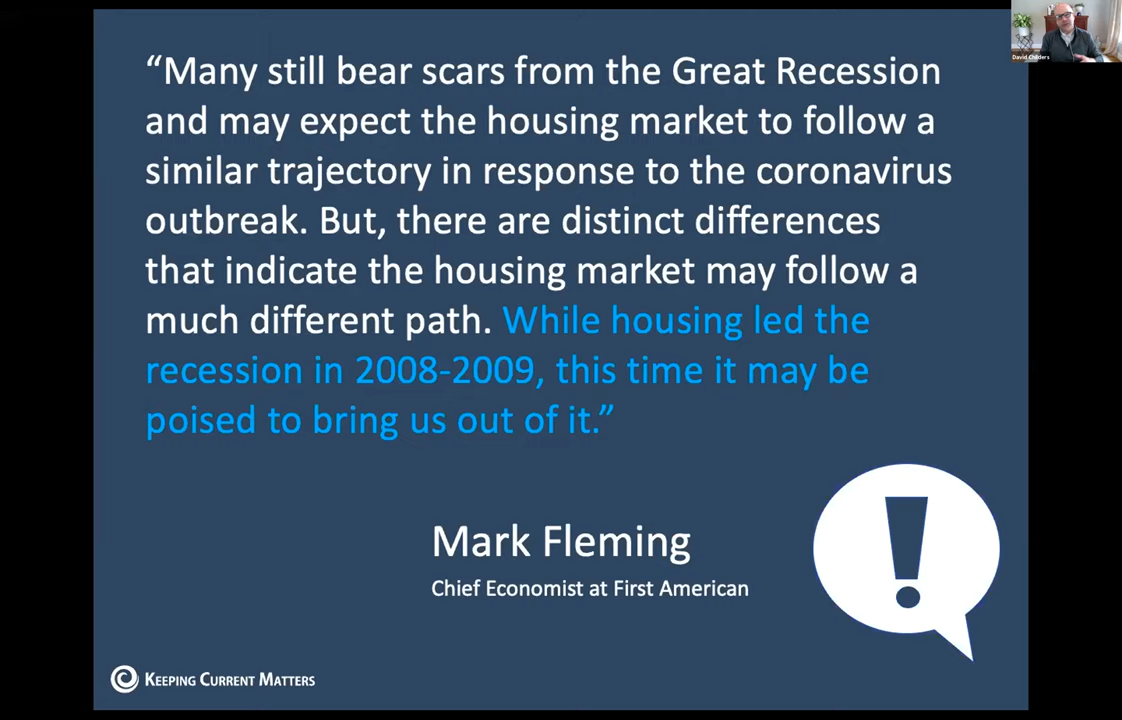 “Many still bear scars from the Great Recession
and may expect the housing market to follow a
similar trajectory in response to the coronavirus
outbreak. But, there are distinct differences
that indicate the housing market may follow a
much different path. While housing led the
recession in 2008-2009, this time it may be
poised to bring us out of it.”
Mark Fleming
Chief Economist at First American
!
KEEPING CURRENT MATTERS
David Childers